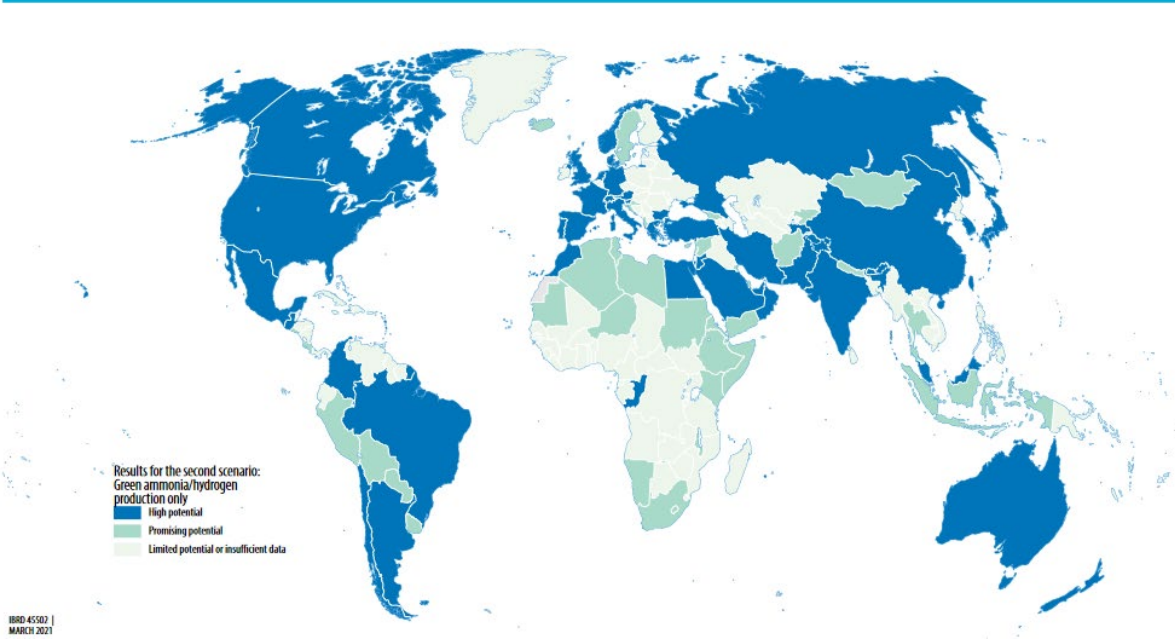 Results for the second scenario:
Green ammonia/hydrogen
production only
High potential
Promising potential
Limited potential or insufficient data
IBRD 45502 |
MARCH 2021